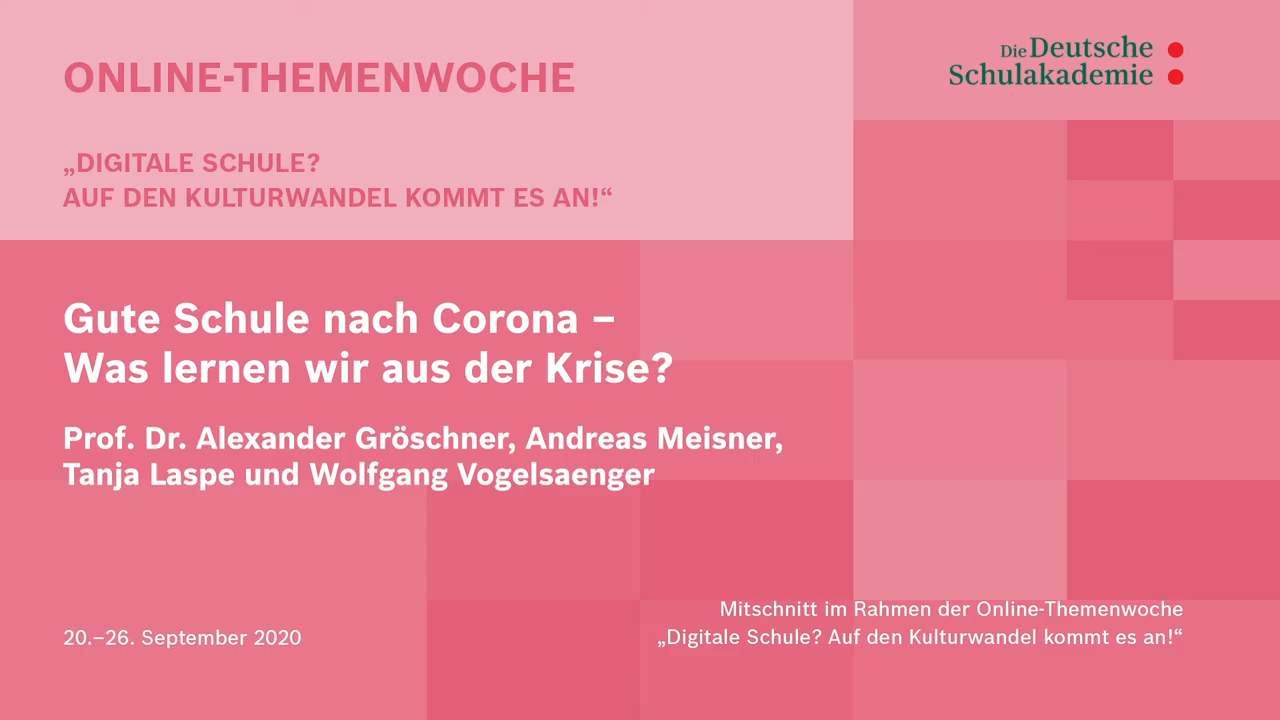 ONLINE-THEMENWOCHE
Die Deutsche
Schulakademie
„DIGITALE SCHULE?
AUF DEN KULTURWANDEL KOMMT ES AN!“
Gute Schule nach Corona –
Was lernen wir aus der Krise?
Prof. Dr. Alexander Gröschner, Andreas Meisner,
Tanja Laspe und Wolfgang Vogelsaenger
20.–26. September 2020
Mitschnitt im Rahmen der Online-Themenwoche
„Digitale Schule? Auf den Kulturwandel kommt es an!“